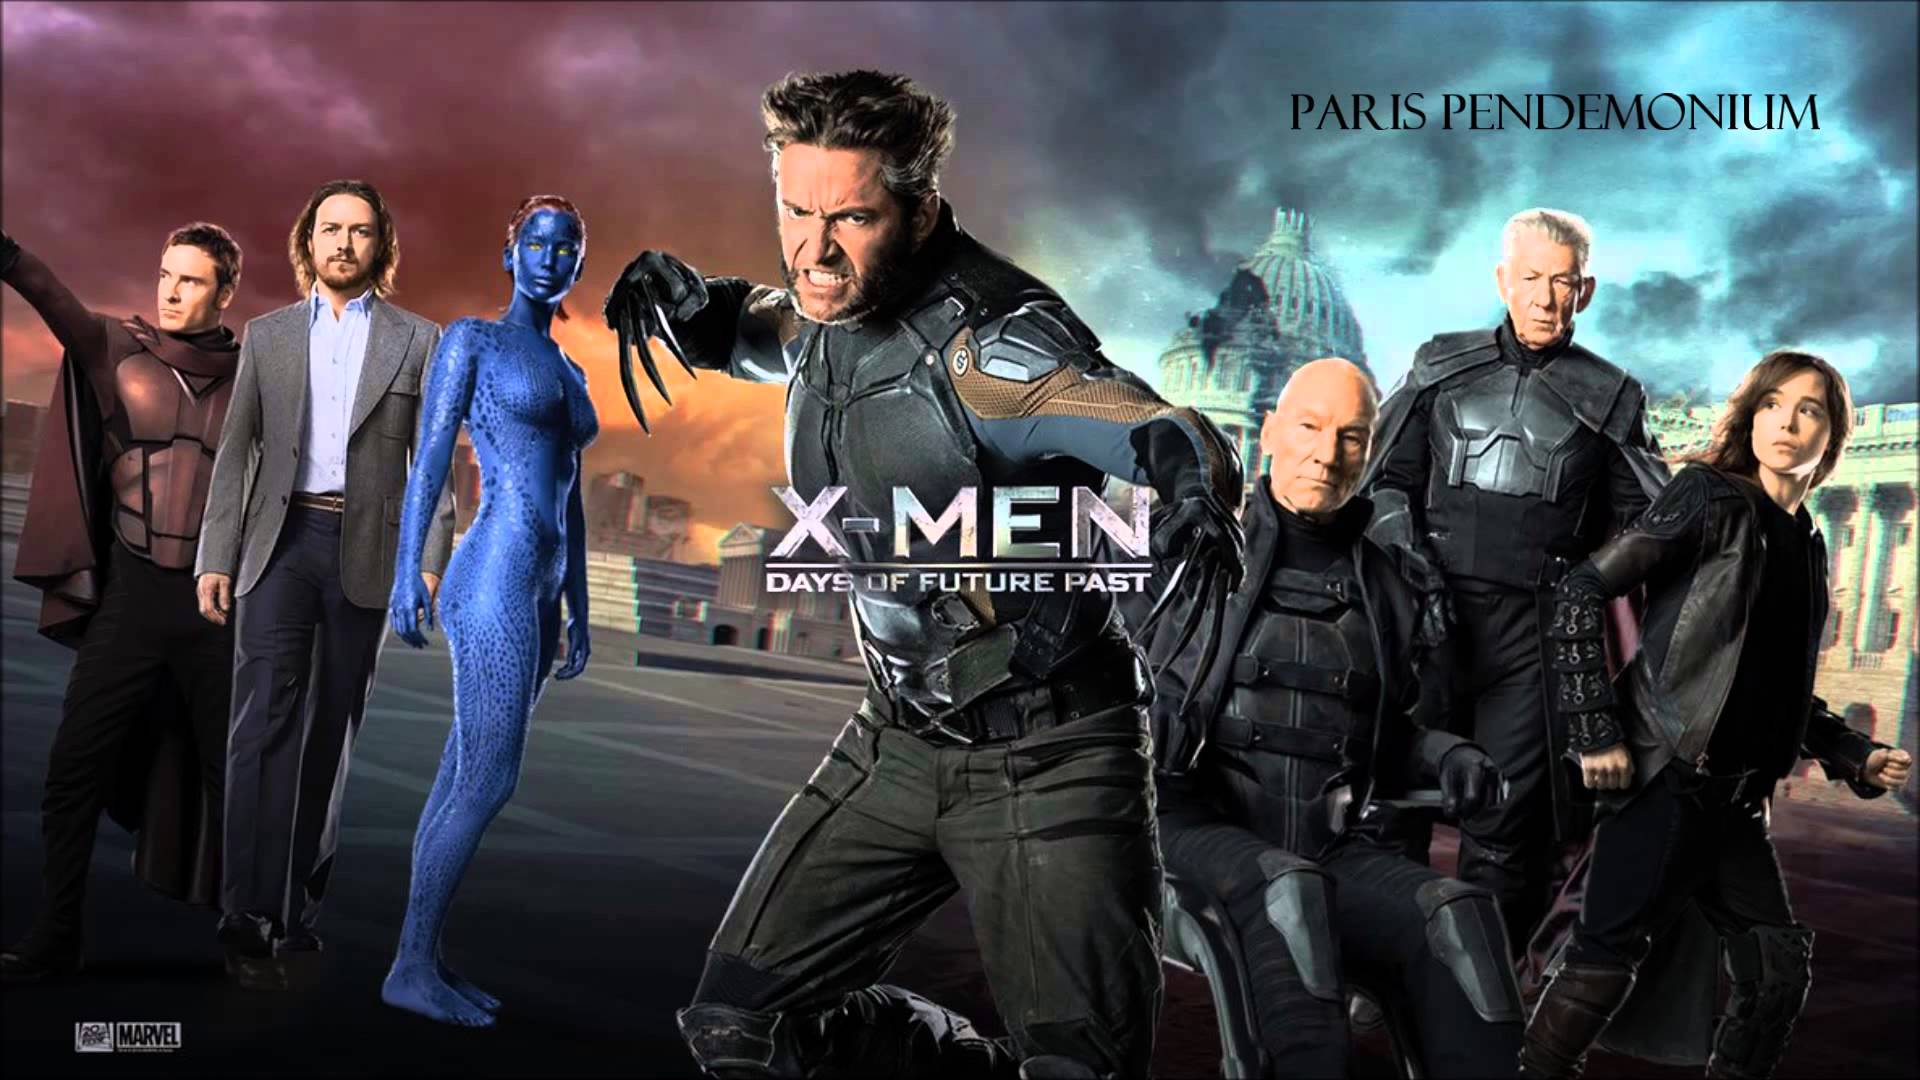 PARIS PENDEMONIUM
X-MEN
DAYS OF FUTURE PAST
MARVEL